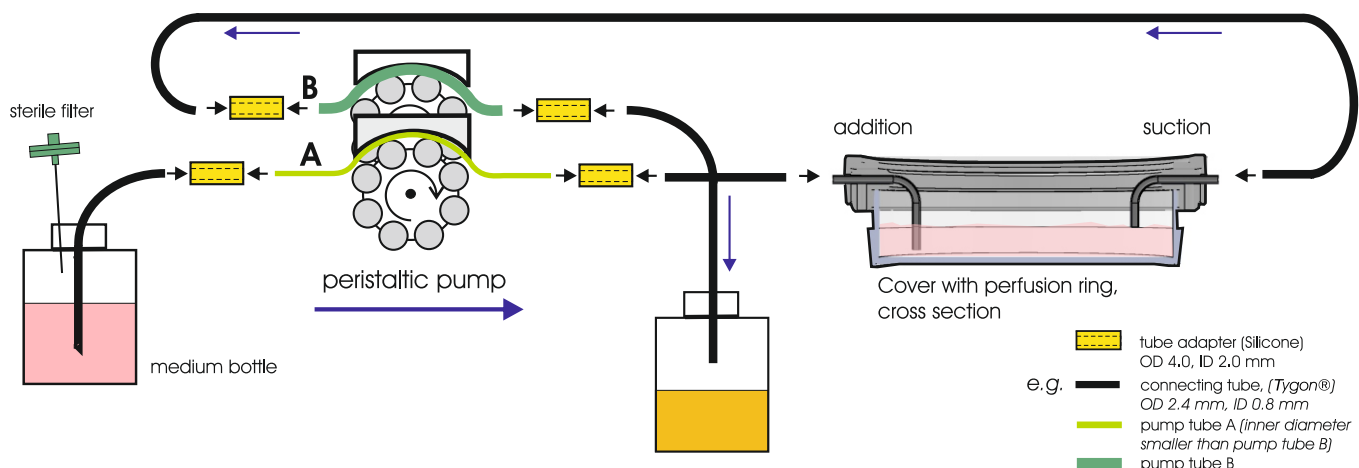 B
sterile filter
addition
suction
A
peristaltic pump
medium bottle
Cover with perfusion ring,
cross section
tube adapter (Silicone)
OD 4.0, ID 2.0 mm
e.g.
connecting tube, (Tygon®)
OD 2.4 mm, ID 0.8 mm
pump tube A (inner diameter
smaller than pump tube B)
pump tube B